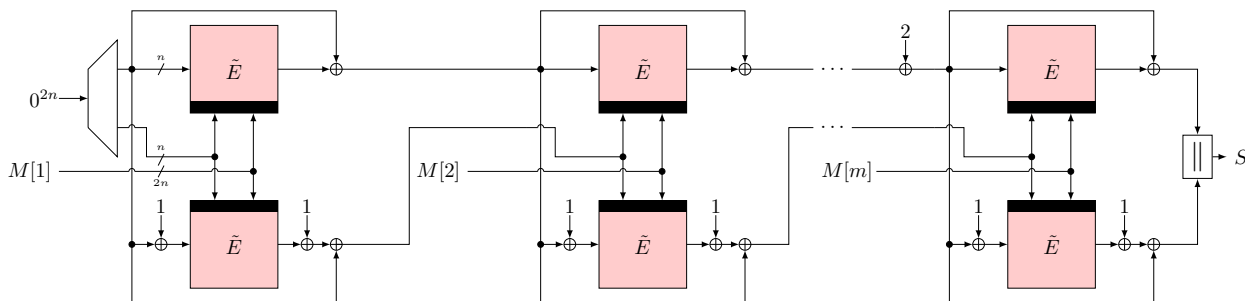 2
n
Ẽ
Ẽ
… 
Ẽ
0^{2n}
…
n
M[1]
2n
M[2]
M[m]
||
S
1
1
1
1
1
1
Ẽ
Ẽ
Ẽ